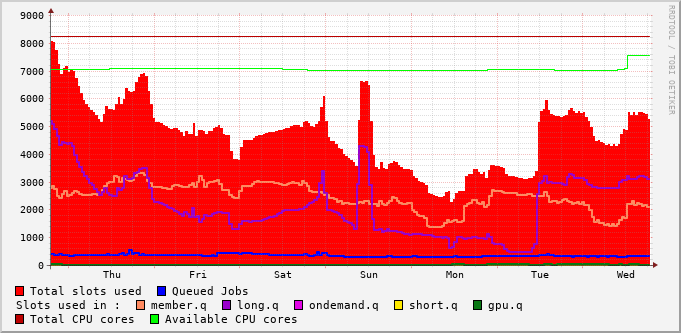 9000
8000
7000
6000
5000
4000
3000
2000
1000
0
Thu Fri Sat Sun Mon Tue Wed
RRDTOOL / TOBI OETIKER
Total slots used Queued Jobs
Slots used in : member.q long.q ondemand.q short.q gpu.q
Total CPU cores Available CPU cores